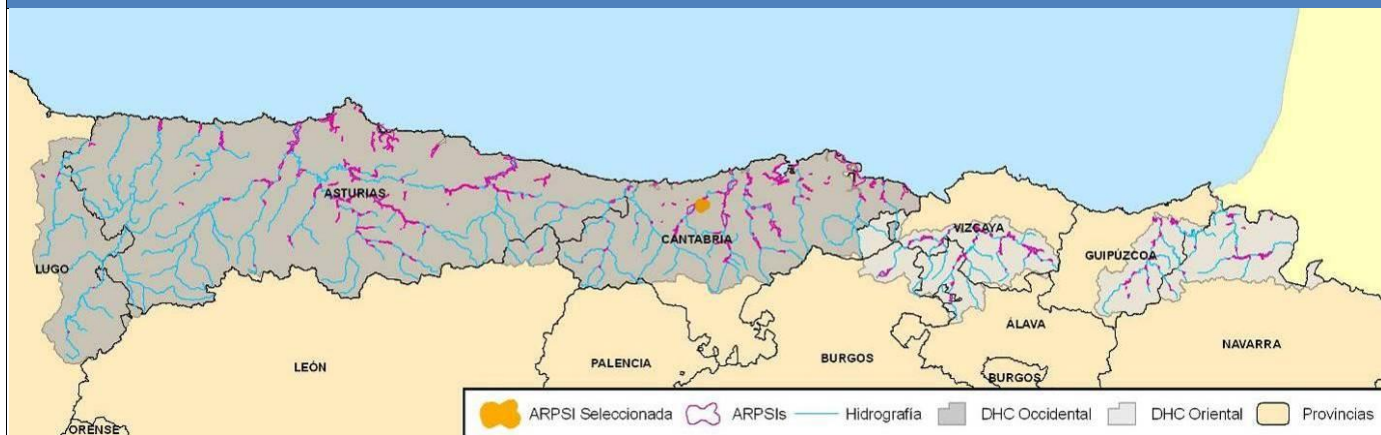 ASTURIAS
VIZCAYA
CANTABRIA
GUIPÚZCOA
LUGO
ÁLAVA
NAVARRA
LEÓN
PALENCIA
BURGOS
BURGOS
ORENSE
ARPSI Seleccionada ARPSIs Hidrografía DHC Occidental DHC Oriental Provincias